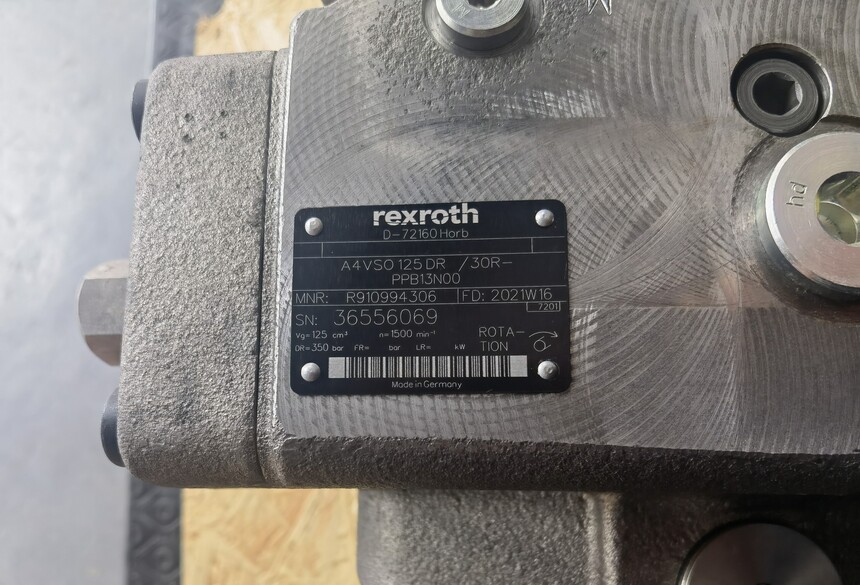 rexroth
D-72160 Horb
A4VSO 125 DR /30R-
PPB13N00
MNR: R910994306 FD: 2021W16
7201
SN: 36556069
Vg=125 cm³ n=1500 min⁻¹
DR=350 bar FR= bar LR= kW
ROTA-
TION
Made in Germany
hd
M